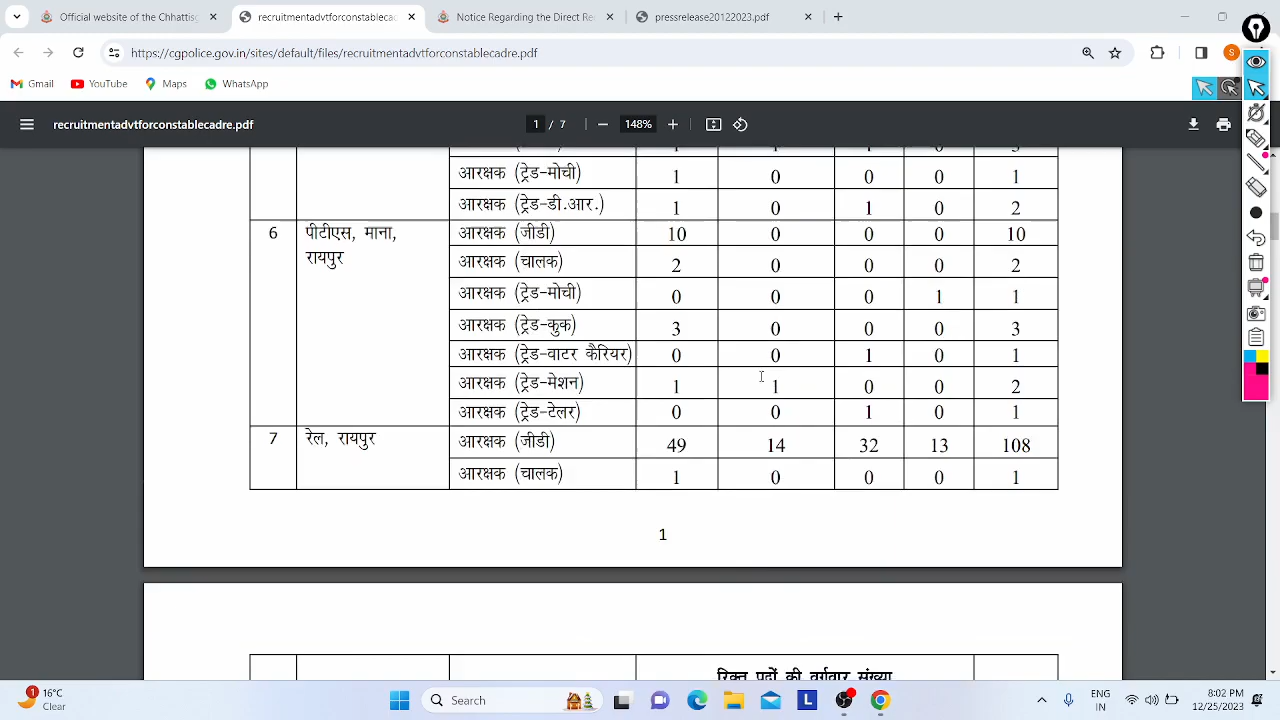 Official website of the Chhattisg
recruitmentadvtforconstablecadre
Notice Regarding the Direct Re
pressrelease20122023.pdf
https://cgpolice.gov.in/sites/default/files/recruitmentadvtforconstablecadre.pdf
S
Gmail YouTube Maps WhatsApp
recruitmentadvtforconstablecadre.pdf 1 / 7 148%
आरक्षक (ट्रेड-मोची) 1 0 0 0 1
आरक्षक (ट्रेड-डी.आर.) 1 0 1 0 2
6 पीटीएस, माना, आरक्षक (जीडी) 10 0 0 0 10
रायपुर आरक्षक (चालक) 2 0 0 0 2
आरक्षक (ट्रेड-मोची) 0 0 0 1 1
आरक्षक (ट्रेड-कुक) 3 0 0 0 3
आरक्षक (ट्रेड-वाटर कैरियर) 0 0 1 0 1
आरक्षक (ट्रेड-मेशन) 1 1 0 0 2
आरक्षक (ट्रेड-टेलर) 0 0 1 0 1
7 रेल, रायपुर आरक्षक (जीडी) 49 14 32 13 108
आरक्षक (चालक) 1 0 0 0 1
1
रिक्त पदों की वर्गवार संख्या
1 16°C
Clear
Search
L
ENG
IN
8:02 PM
12/25/2023